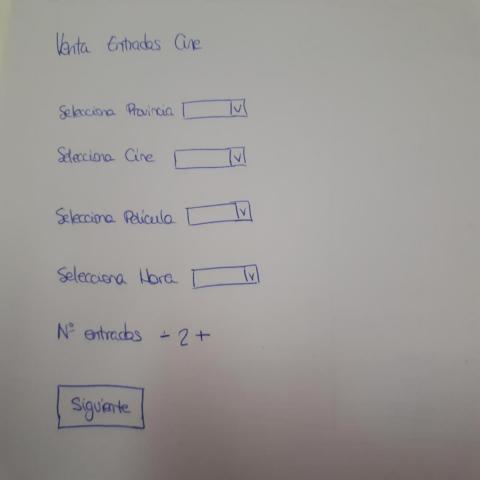 Venta Entradas Cine
Selecciona Provincia v
Selecciona Cine v
Selecciona Película v
Selecciona Hora v
Nº entradas - 2 +
Siguiente